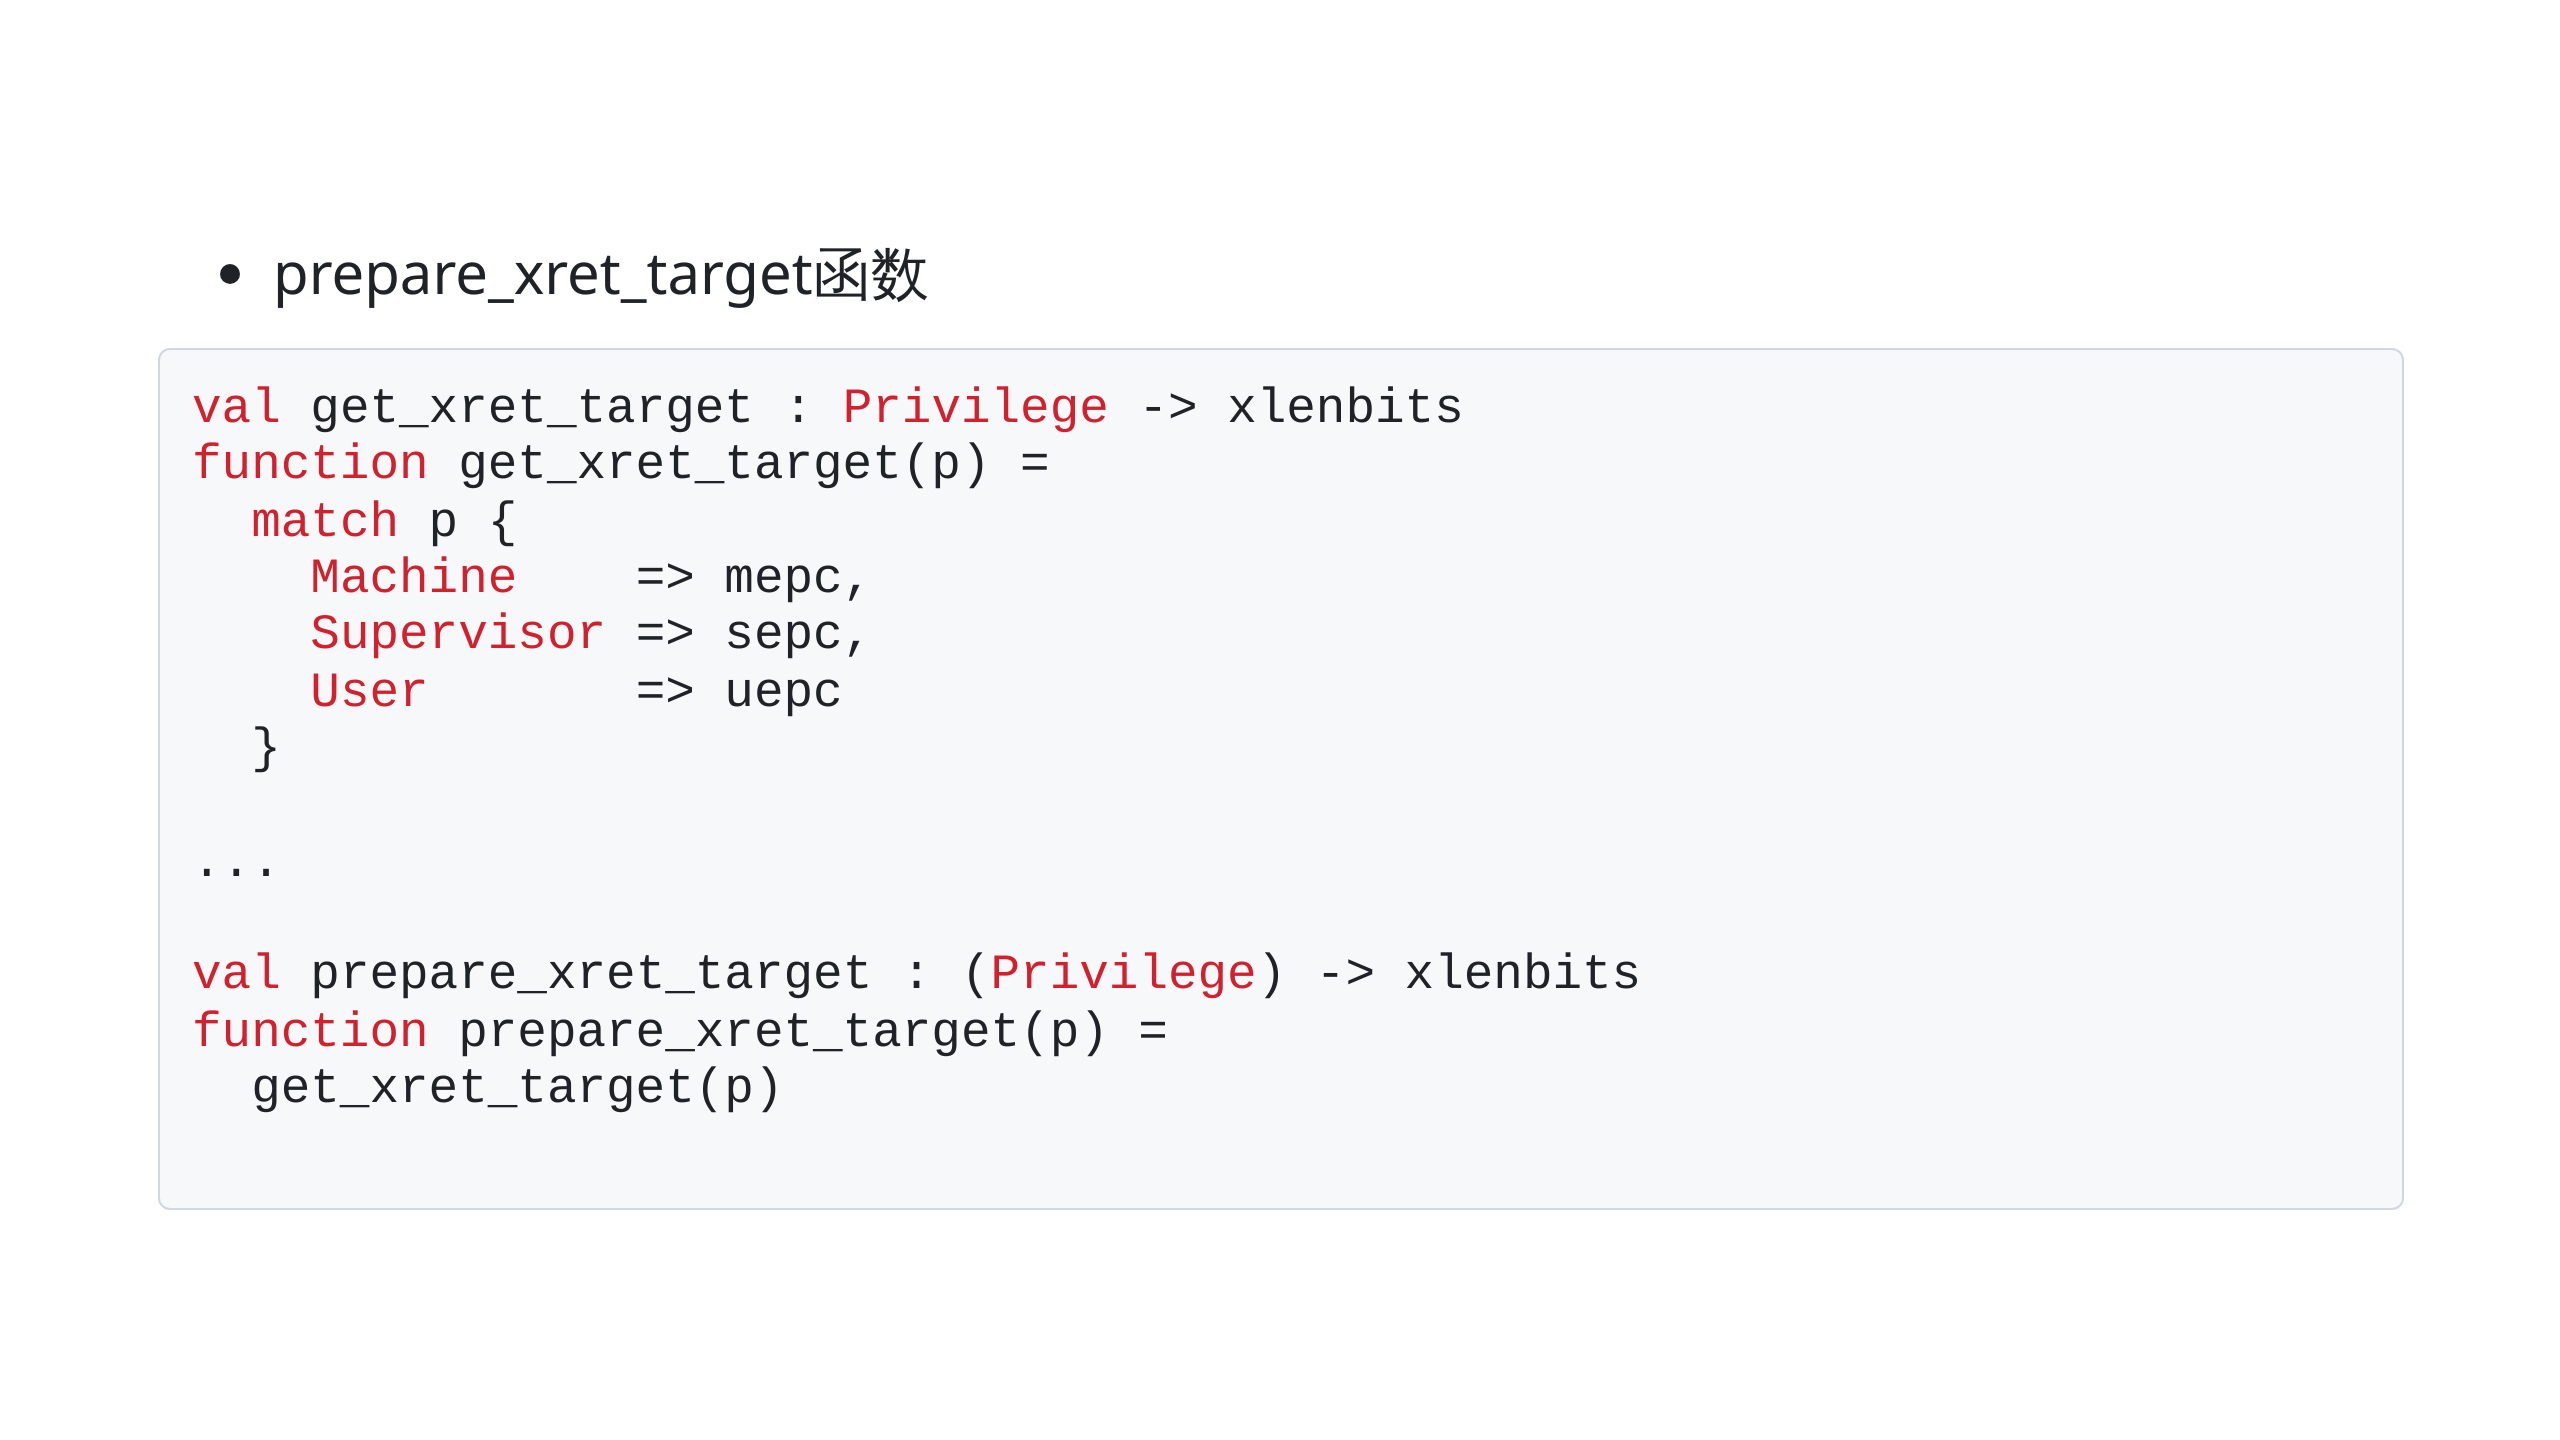 • prepare_xret_target函数
val get_xret_target : Privilege -> xlenbits
function get_xret_target(p) =
  match p {
    Machine    => mepc,
    Supervisor => sepc,
    User       => uepc
  }
...
val prepare_xret_target : (Privilege) -> xlenbits
function prepare_xret_target(p) =
  get_xret_target(p)